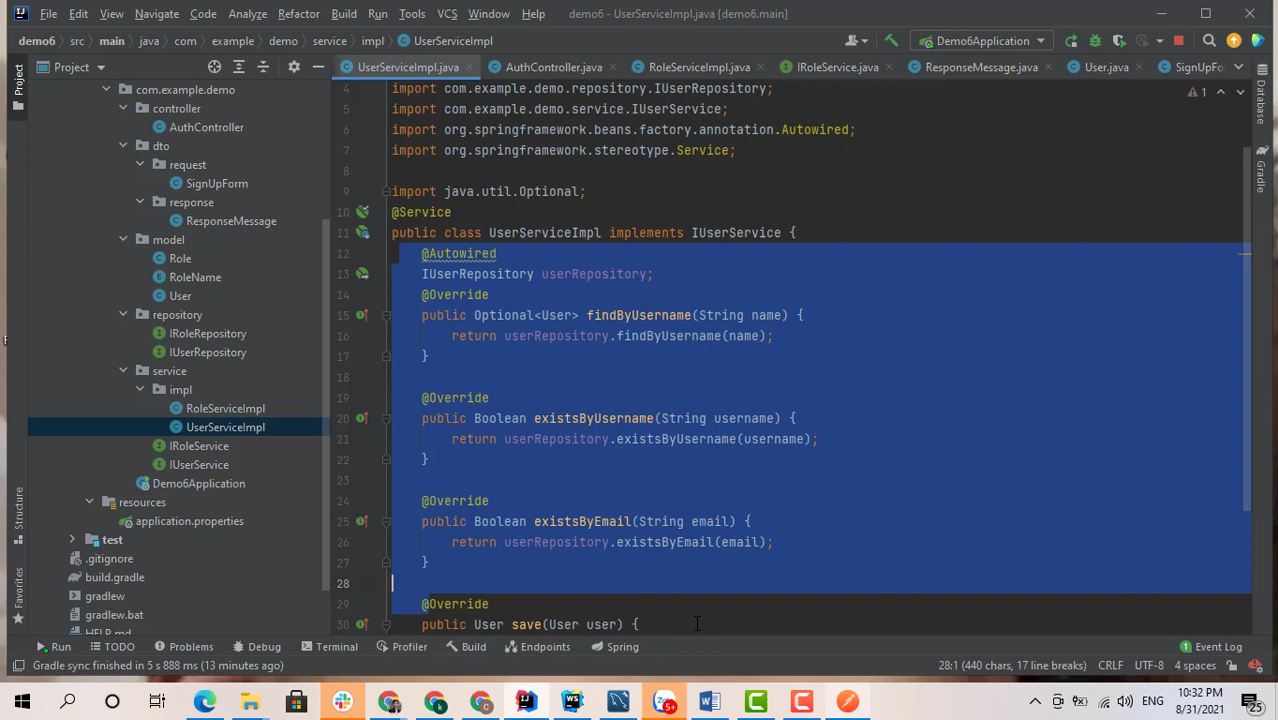 File Edit View Navigate Code Analyze Refactor Build Run Tools VCS Window Help demo6 - UserServiceImpl.java [demo6.main]
demo6 src main java com example demo service impl UserServiceImpl Demo6Application
Project UserServiceImpl.java AuthController.java RoleServiceImpl.java IRoleService.java ResponseMessage.java User.java SignUpFo
Project
Structure
Favorites
com.example.demo
controller
AuthController
dto
request
SignUpForm
response
ResponseMessage
model
Role
RoleName
User
repository
IRoleRepository
IUserRepository
service
impl
RoleServiceImpl
UserServiceImpl
IRoleService
IUserService
Demo6Application
resources
application.properties
test
.gitignore
build.gradle
gradlew
gradlew.bat
HELP.md
4 import com.example.demo.repository.IUserRepository;
5 import com.example.demo.service.IUserService;
6 import org.springframework.beans.factory.annotation.Autowired;
7 import org.springframework.stereotype.Service;
8
9 import java.util.Optional;
10 @Service
11 public class UserServiceImpl implements IUserService {
12 @Autowired
13 IUserRepository userRepository;
14 @Override
15 public Optional<User> findByUsername(String name) {
16 return userRepository.findByUsername(name);
17 }
18
19 @Override
20 public Boolean existsByUsername(String username) {
21 return userRepository.existsByUsername(username);
22 }
23
24 @Override
25 public Boolean existsByEmail(String email) {
26 return userRepository.existsByEmail(email);
27 }
28
29 @Override
30 public User save(User user) {
1
Database
Gradle
Run TODO Problems Debug Terminal Profiler Build Endpoints Spring 1 Event Log
Gradle sync finished in 5 s 888 ms (13 minutes ago) 28:1 (440 chars, 17 line breaks) CRLF UTF-8 4 spaces
5+ ENG 10:32 PM
8/31/2021 25